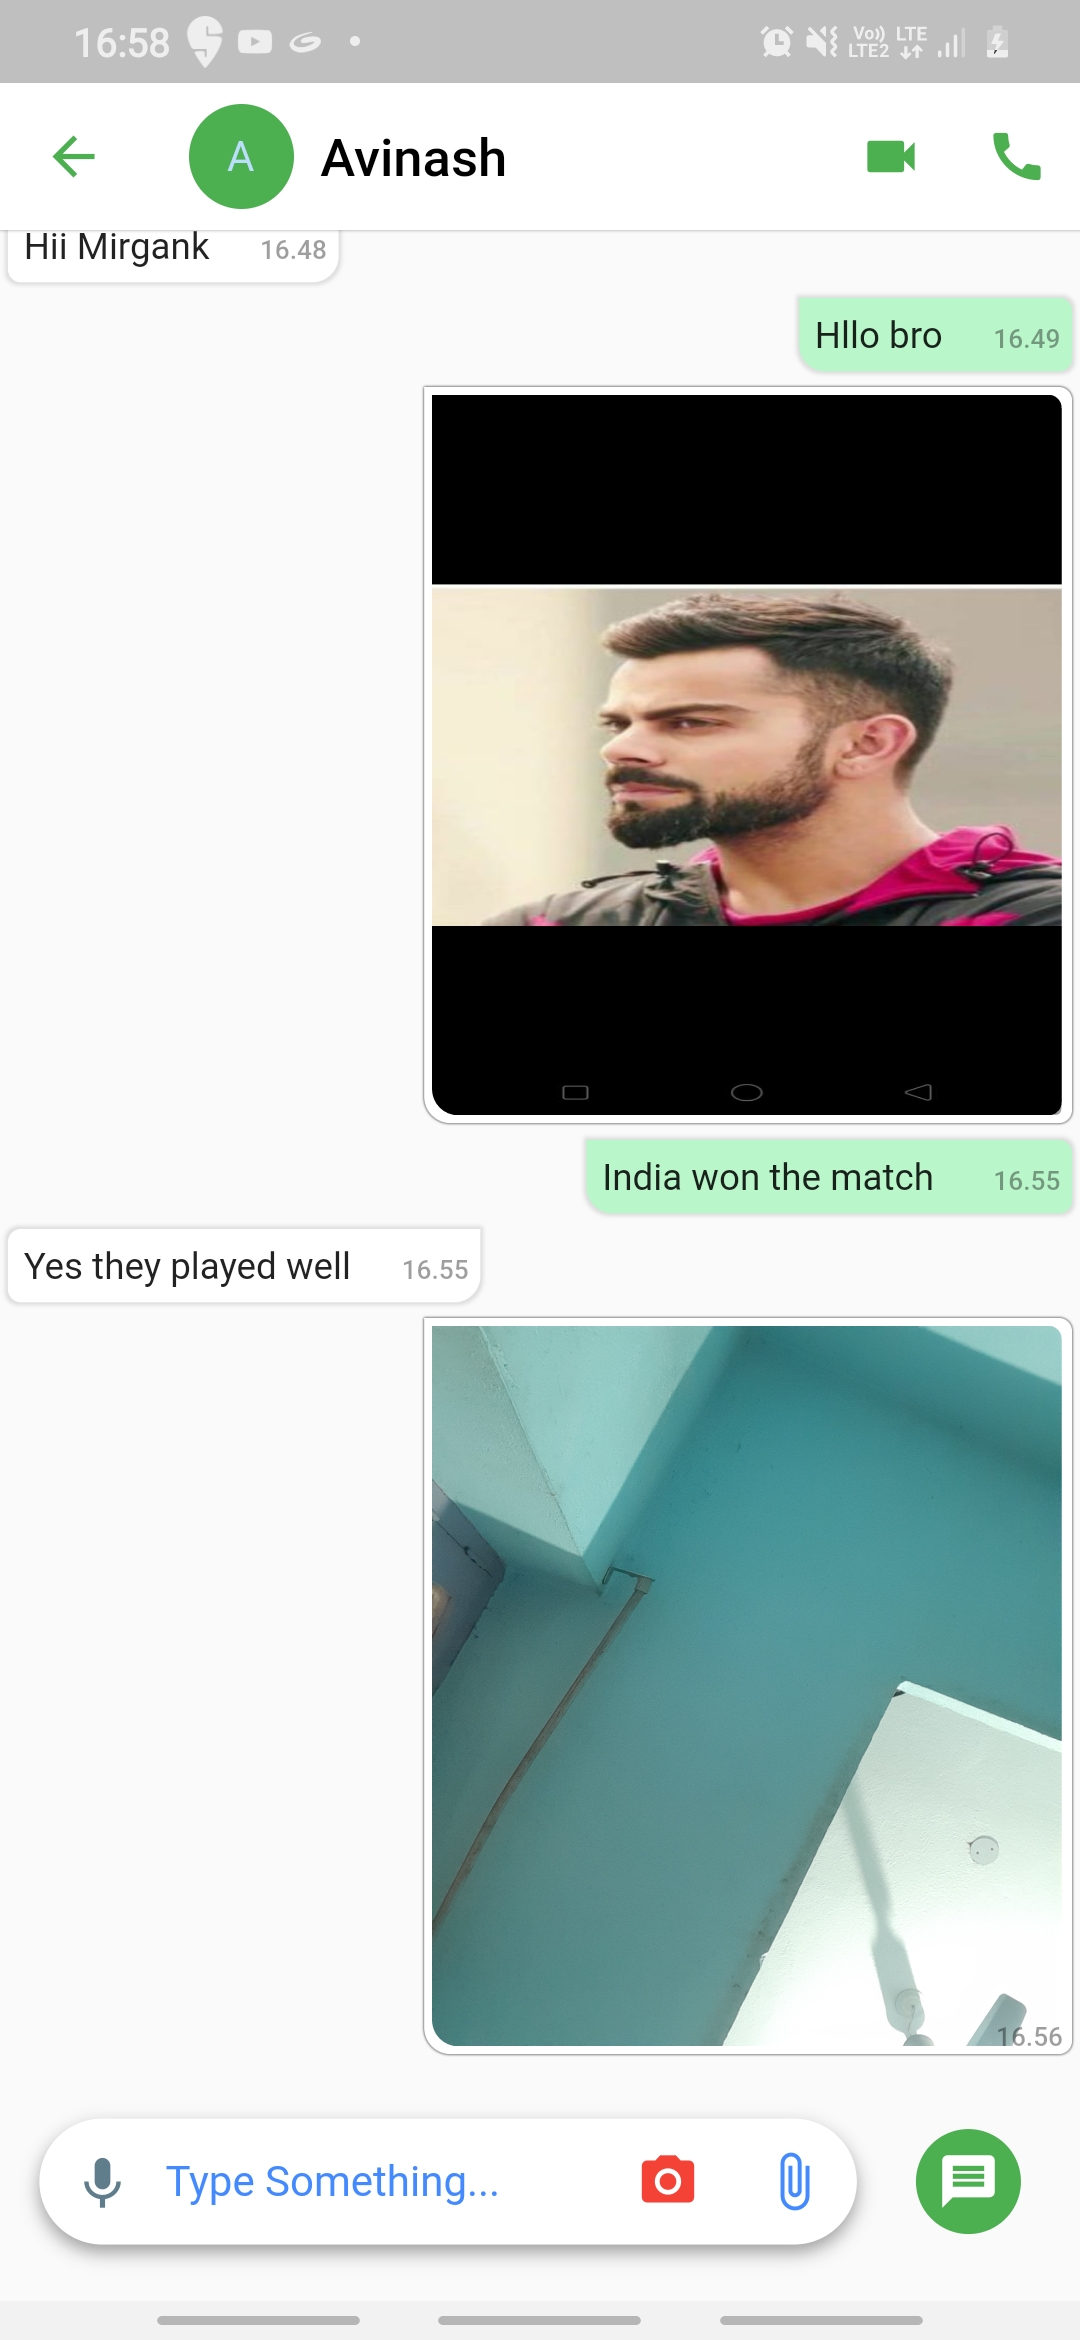 16:58
Vo)) LTE
LTE2
A
Avinash
Hii Mirgank 16.48
Hllo bro 16.49
India won the match 16.55
Yes they played well 16.55
16.56
Type Something...